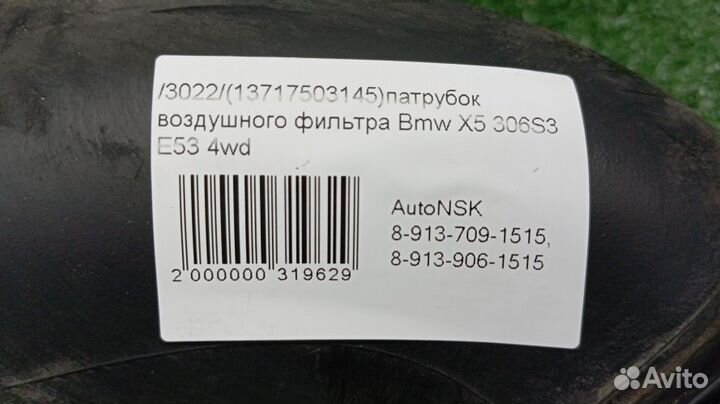 /3022/(13717503145)патрубок
воздушного фильтра Bmw X5 306S3
E53 4wd
AutoNSK
8-913-709-1515,
8-913-906-1515
2 000000 319629
Avito